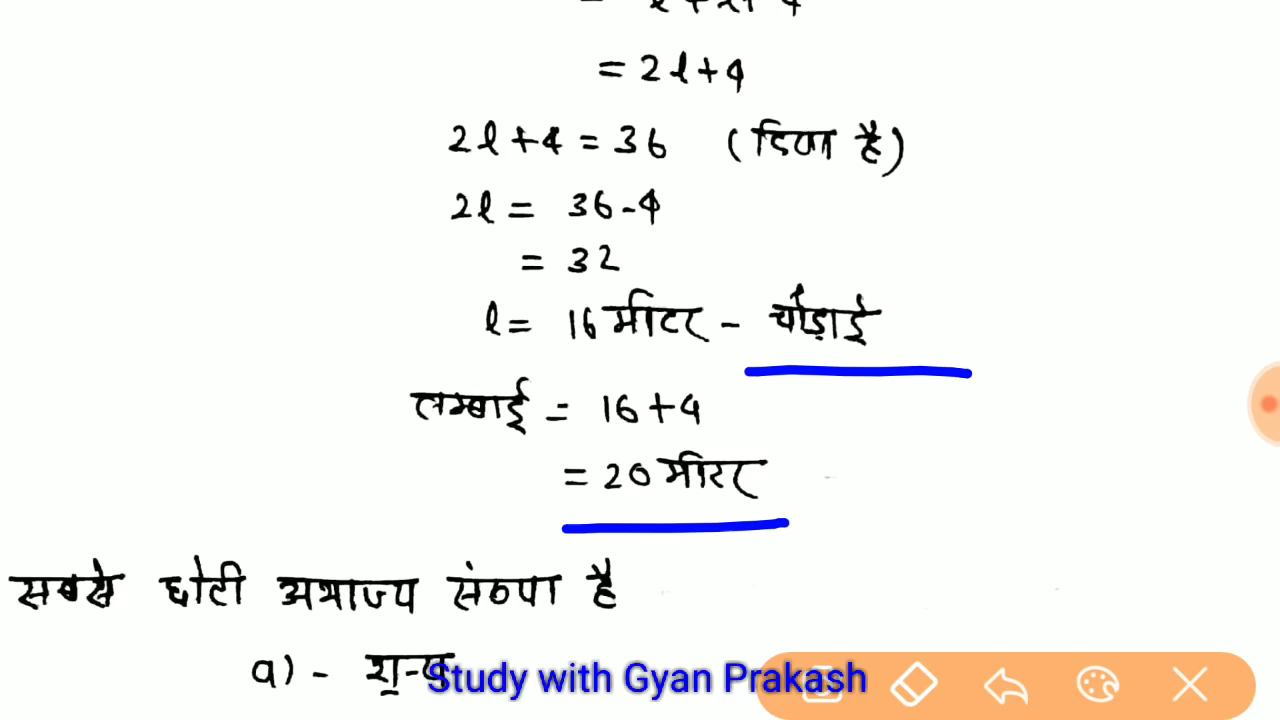 = 2l+4
2l+4 = 36 (दिया है)
2l = 36-4
= 32
l = 16 मीटर - चौड़ाई
लम्बाई = 16+4
= 20 मीटर
सबसे छोटी अभाज्य संख्या है
a) - शून्य
Study with Gyan Prakash